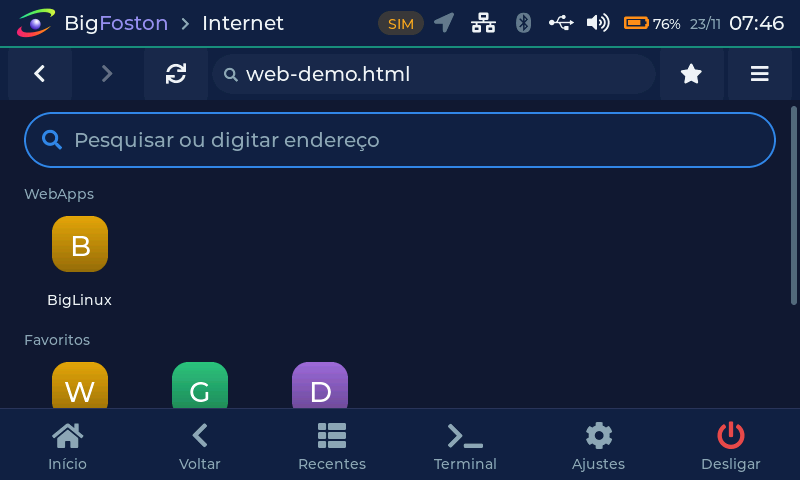 BigFoston > Internet
SIM
76%
23/11
07:46
web-demo.html
Pesquisar ou digitar endereço
WebApps
B
BigLinux
Favoritos
W
G
D
Início
Voltar
Recentes
Terminal
Ajustes
Desligar